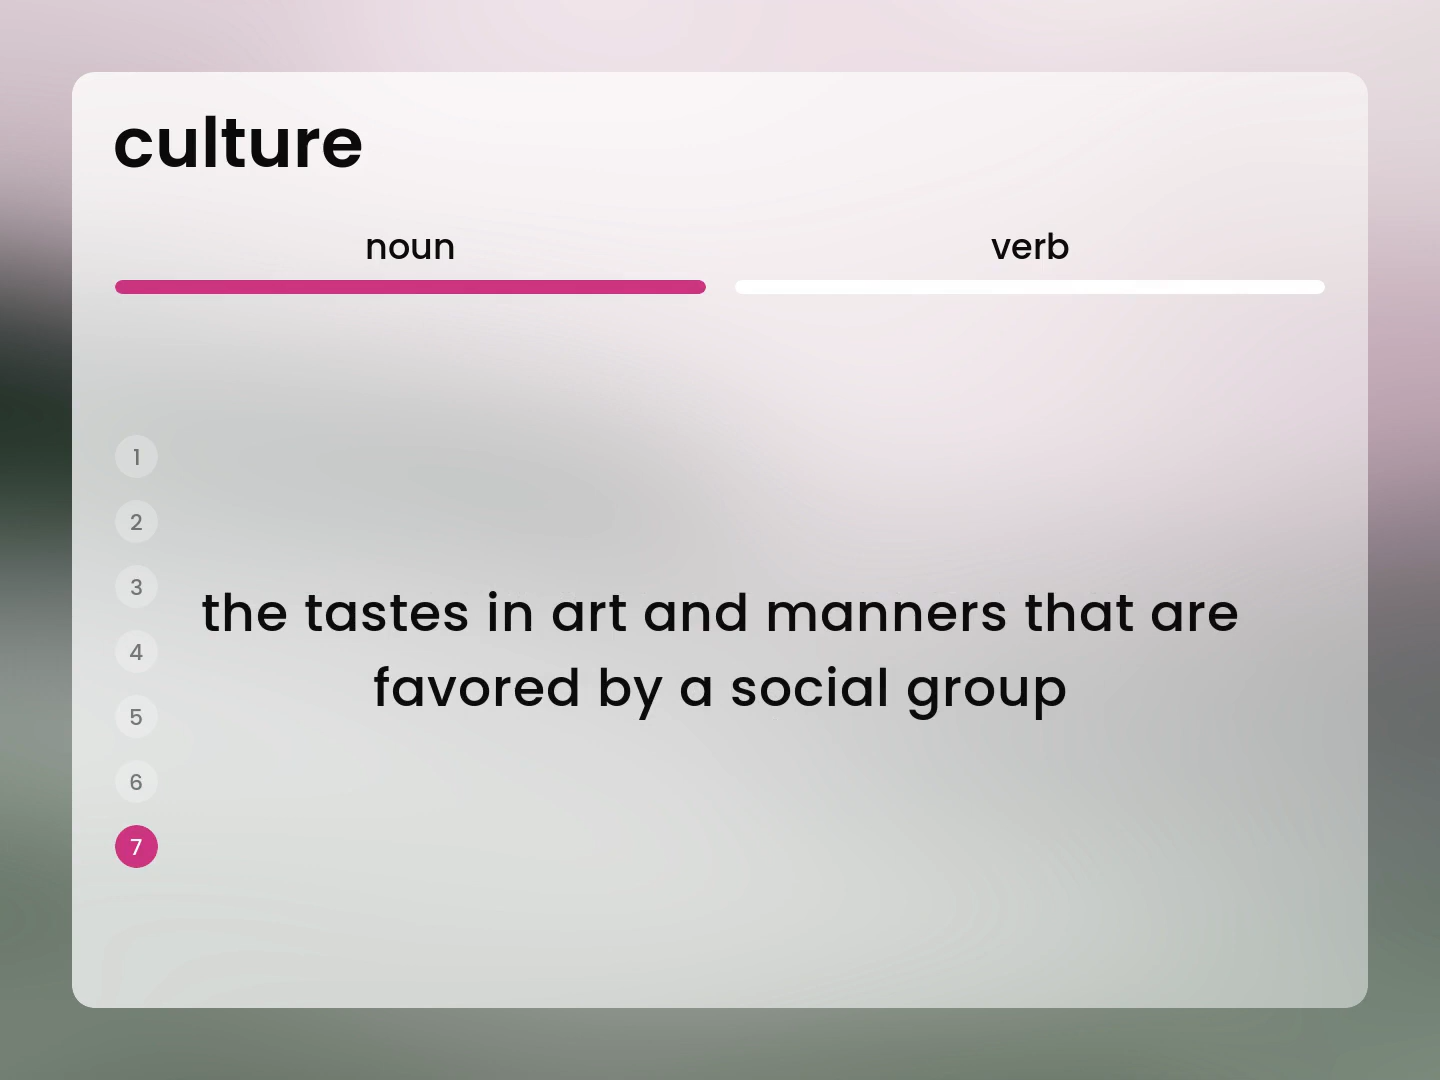 culture
noun
verb
1
2
3
4
5
6
7
the tastes in art and manners that are
favored by a social group